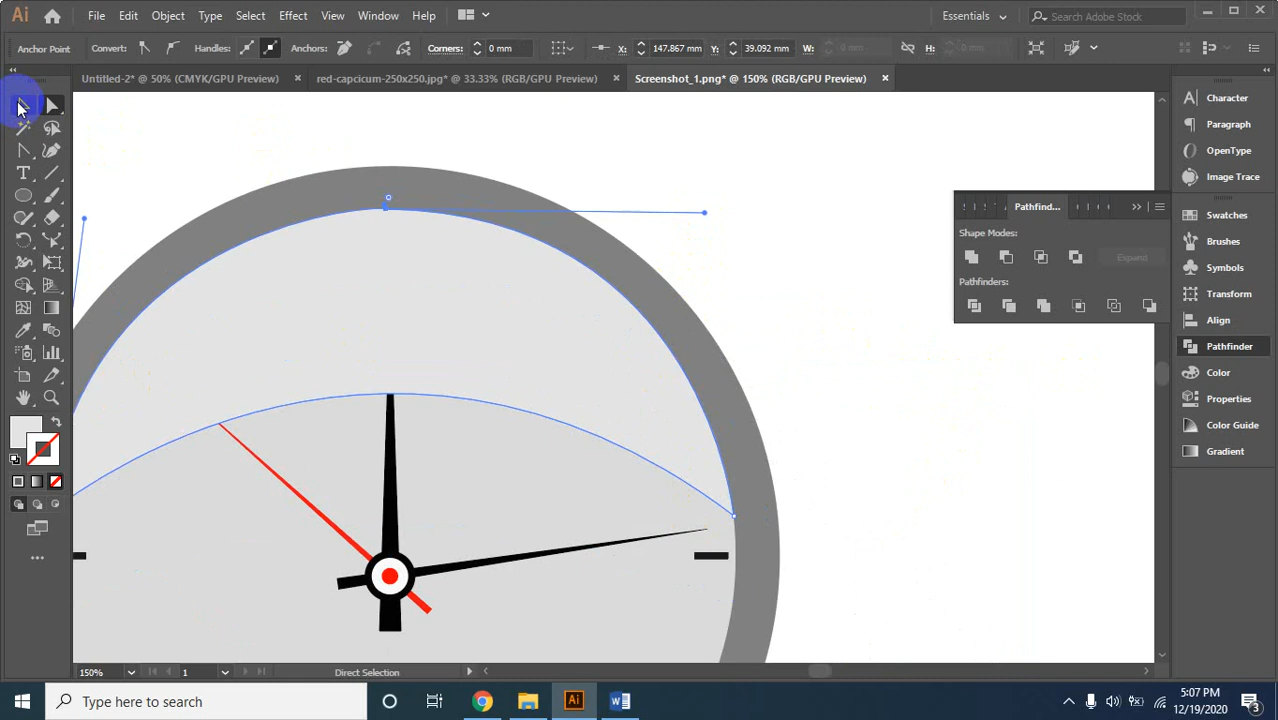 Ai File Edit Object Type Select Effect View Window Help Essentials Search Adobe Stock
Anchor Point Convert: Handles: Anchors: Corners: 0 mm X: 147.867 mm Y: 39.092 mm W: 0 mm H: 0 mm
Untitled-2* @ 50% (CMYK/GPU Preview) × red-capcicum-250x250.jpg* @ 33.33% (RGB/GPU Preview) × Screenshot_1.png* @ 150% (RGB/GPU Preview) ×
Character
Paragraph
OpenType
Image Trace
Pathfind...
Swatches
Shape Modes:
Brushes
Expand
Symbols
Pathfinders:
Transform
Align
Pathfinder
Color
Properties
Color Guide
Gradient
150% 1 Direct Selection
Type here to search
Ai
5:07 PM
12/19/2020
3